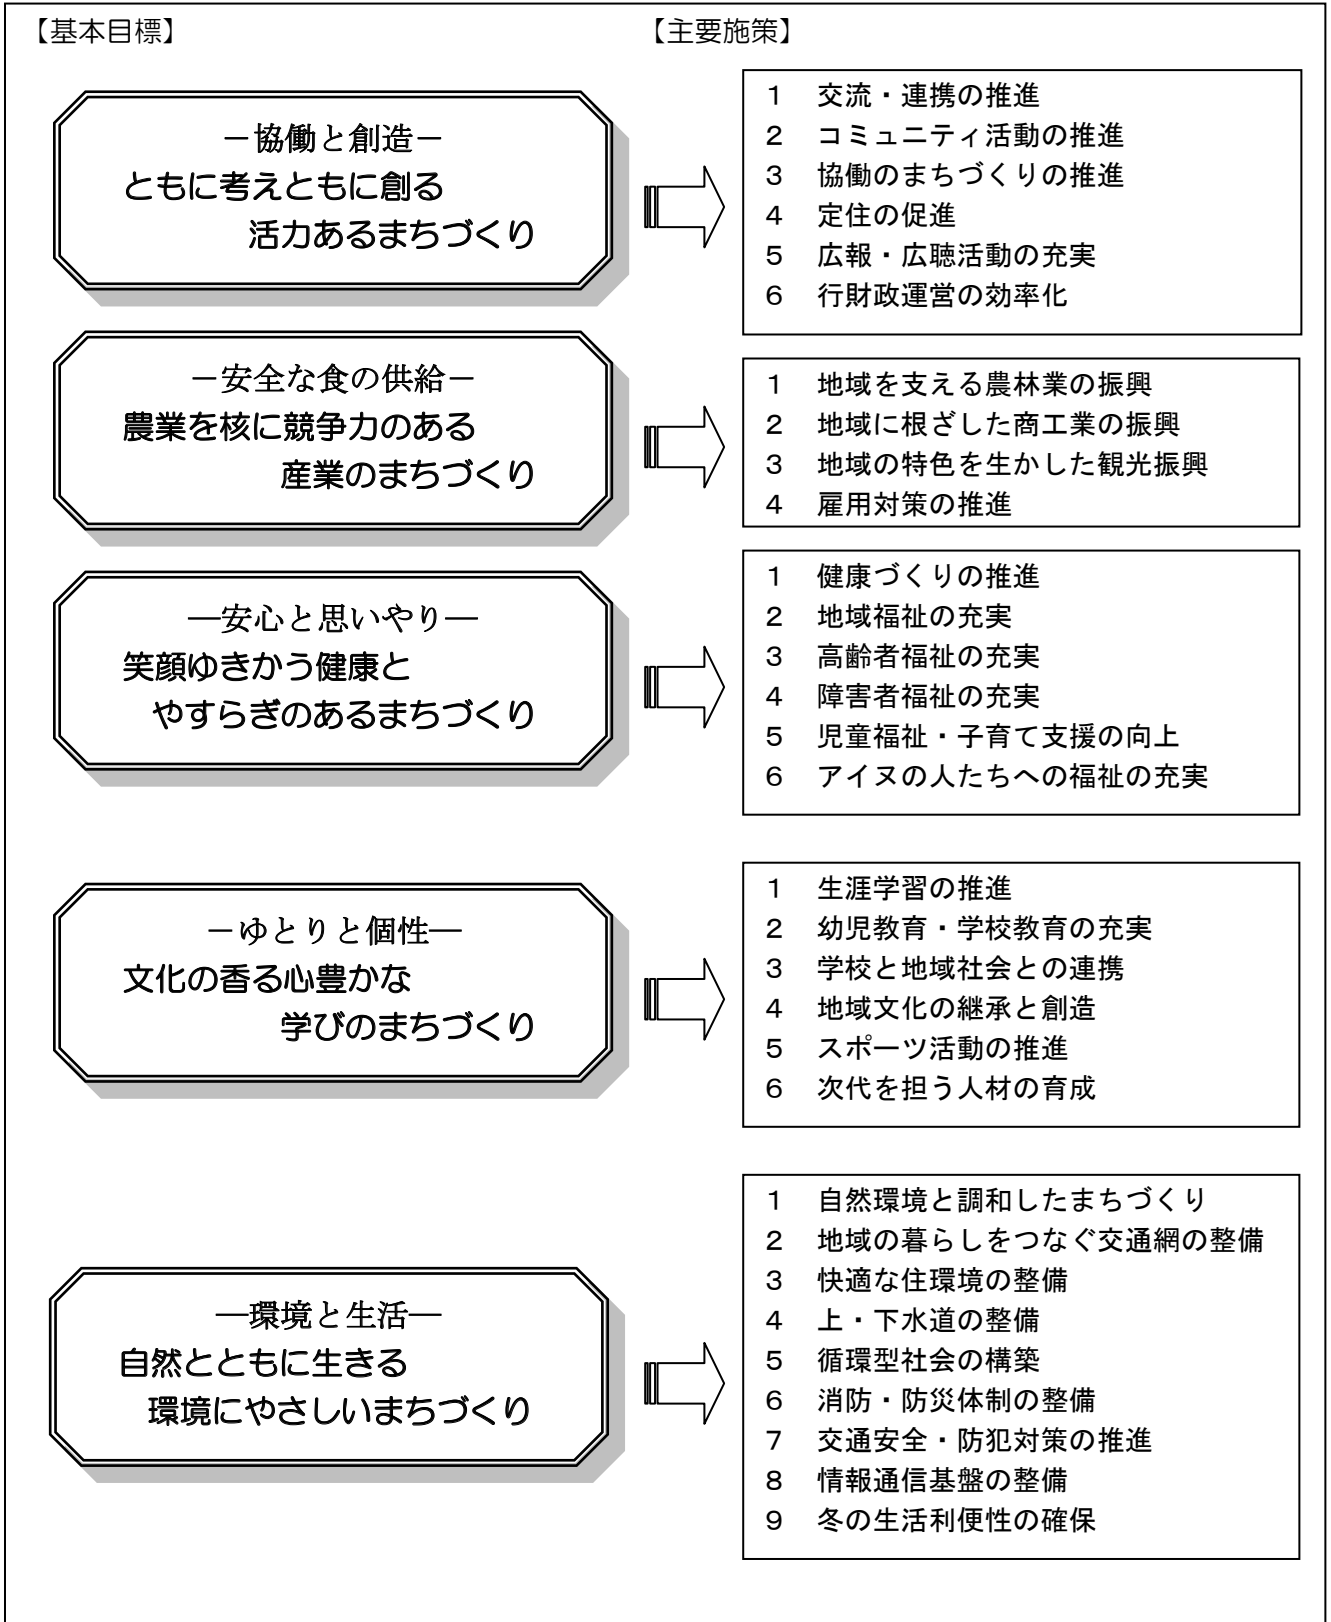 【基本目標】 【主要施策】
－協働と創造－
ともに考えともに創る
活力あるまちづくり
1 交流・連携の推進
2 コミュニティ活動の推進
3 協働のまちづくりの推進
4 定住の促進
5 広報・広聴活動の充実
6 行財政運営の効率化
－安全な食の供給－
農業を核に競争力のある
産業のまちづくり
1 地域を支える農林業の振興
2 地域に根ざした商工業の振興
3 地域の特色を生かした観光振興
4 雇用対策の推進
―安心と思いやり―
笑顔ゆきかう健康と
やすらぎのあるまちづくり
1 健康づくりの推進
2 地域福祉の充実
3 高齢者福祉の充実
4 障害者福祉の充実
5 児童福祉・子育て支援の向上
6 アイヌの人たちへの福祉の充実
－ゆとりと個性―
文化の香る心豊かな
学びのまちづくり
1 生涯学習の推進
2 幼児教育・学校教育の充実
3 学校と地域社会との連携
4 地域文化の継承と創造
5 スポーツ活動の推進
6 次代を担う人材の育成
―環境と生活―
自然とともに生きる
環境にやさしいまちづくり
1 自然環境と調和したまちづくり
2 地域の暮らしをつなぐ交通網の整備
3 快適な住環境の整備
4 上・下水道の整備
5 循環型社会の構築
6 消防・防災体制の整備
7 交通安全・防犯対策の推進
8 情報通信基盤の整備
9 冬の生活利便性の確保